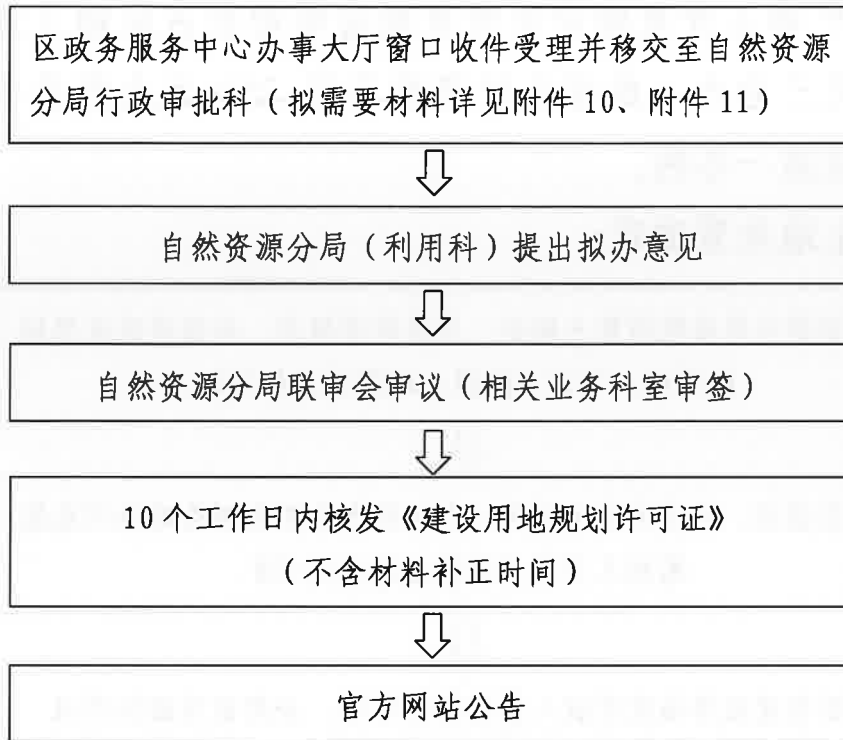 区政务服务中心办事大厅窗口收件受理并移交至自然资源
分局行政审批科（拟需要材料详见附件10、附件11）
自然资源分局（利用科）提出拟办意见
自然资源分局联审会审议（相关业务科室审签）
10个工作日内核发《建设用地规划许可证》
（不含材料补正时间）
官方网站公告